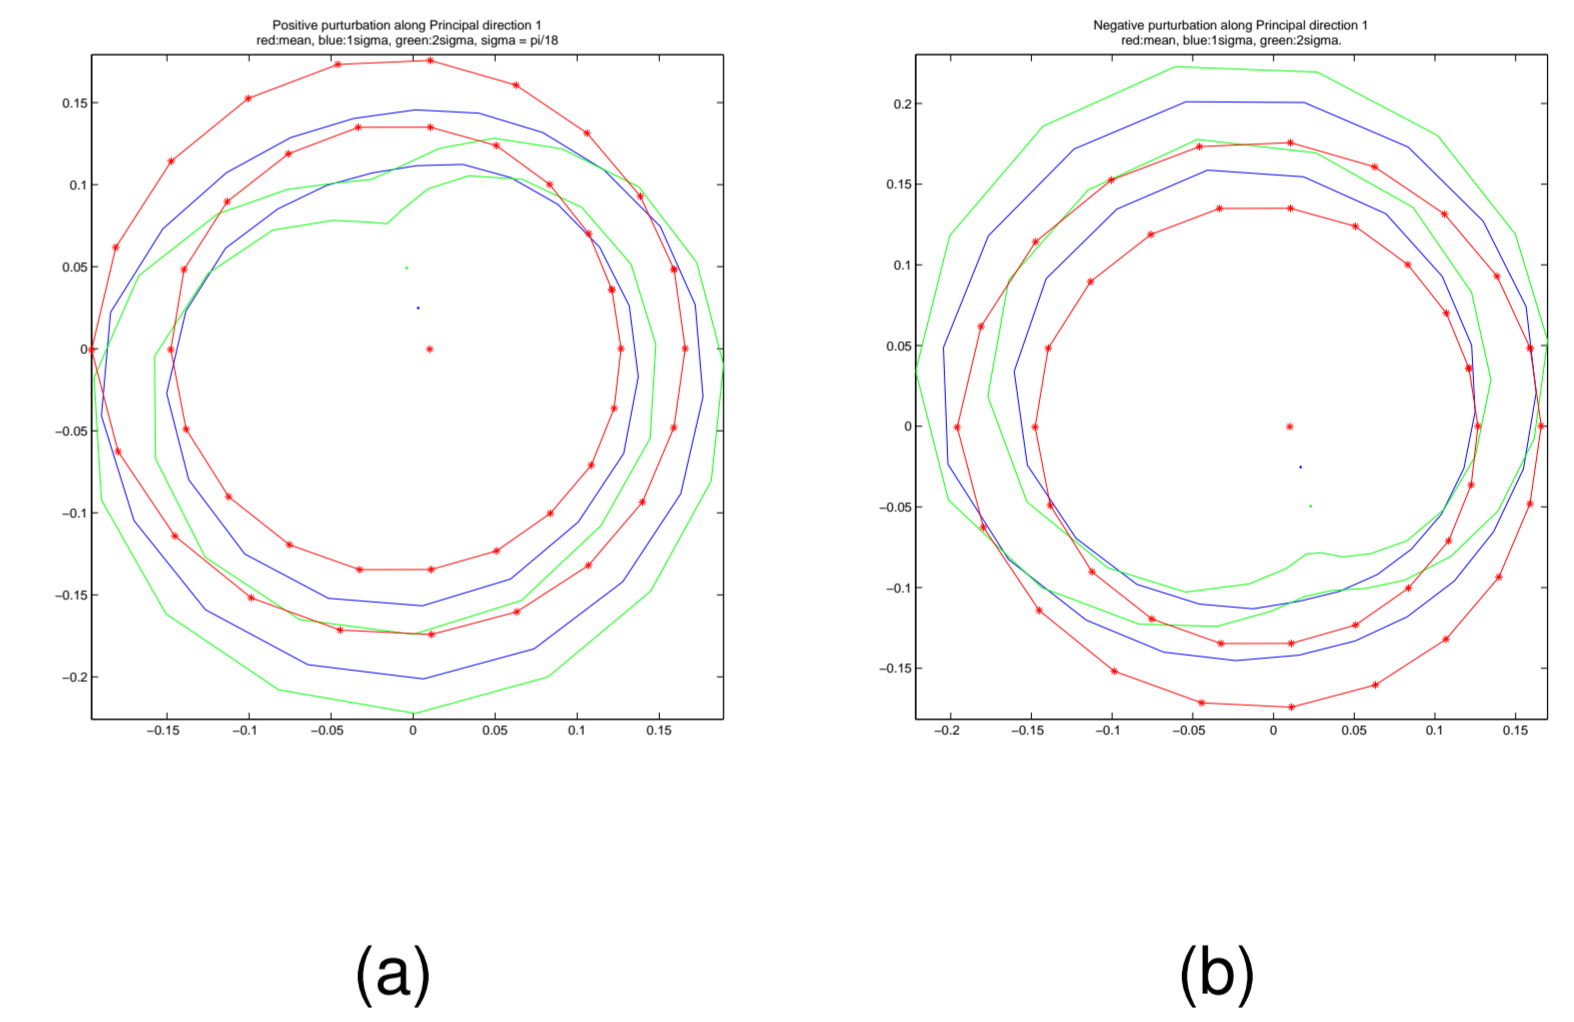 Positive purturbation along Principal direction 1
red:mean, blue:1sigma, green:2sigma, sigma = pi/18
0.15
0.1
0.05
0
−0.05
−0.1
−0.15
−0.2
−0.15 −0.1 −0.05 0 0.05 0.1 0.15
(a)
Negative purturbation along Principal direction 1
red:mean, blue:1sigma, green:2sigma.
0.2
0.15
0.1
0.05
0
−0.05
−0.1
−0.15
−0.2 −0.15 −0.1 −0.05 0 0.05 0.1 0.15
(b)